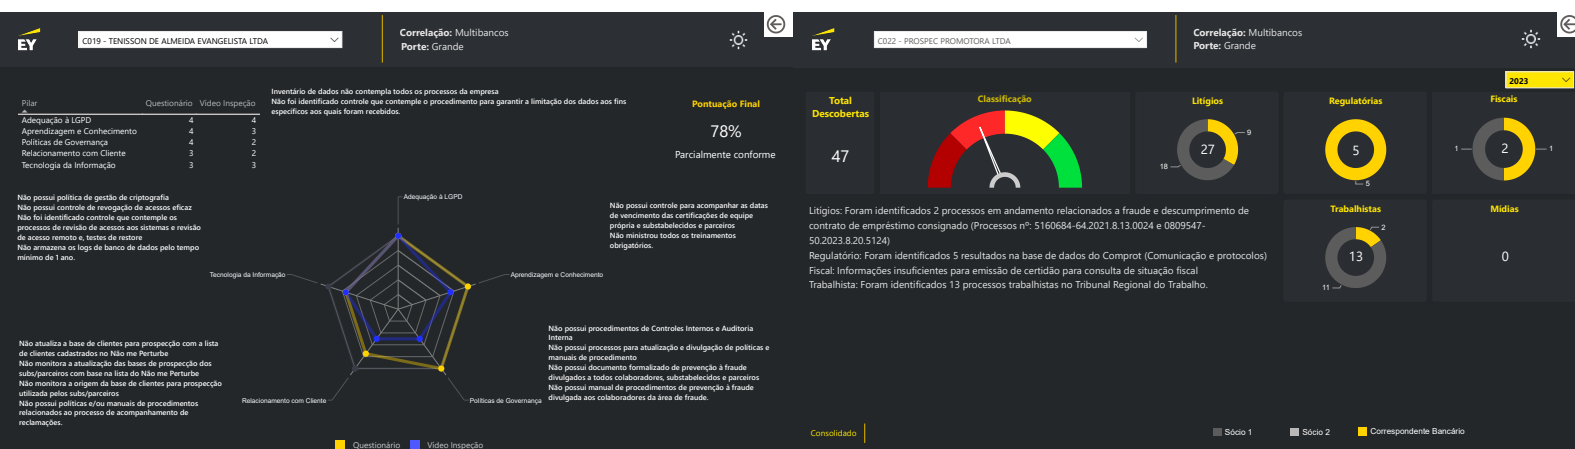 EY
C019 - TENISSON DE ALMEIDA EVANGELISTA LTDA
Correlação: Multibancos
Porte: Grande
Pilar Questionário Vídeo Inspeção
Adequação à LGPD 4 4
Aprendizagem e Conhecimento 4 3
Políticas de Governança 4 2
Relacionamento com Cliente 3 2
Tecnologia da Informação 3 3
Inventário de dados não contempla todos os processos da empresa
Não foi identificado controle que contemple o procedimento para garantir a limitação dos dados aos fins
específicos aos quais foram recebidos.
Pontuação Final
78%
Parcialmente conforme
Não possui política de gestão de criptografia
Não possui controle de revogação de acessos eficaz
Não foi identificado controle que contemple os
processos de revisão de acessos aos sistemas e revisão
de acesso remoto e, testes de restore
Não armazena os logs de banco de dados pelo tempo
mínimo de 1 ano.
Adequação à LGPD
Não possui controle para acompanhar as datas
de vencimento das certificações de equipe
própria e substabelecidos e parceiros
Não ministrou todos os treinamentos
obrigatórios.
Tecnologia da Informação
Aprendizagem e Conhecimento
Não atualiza a base de clientes para prospecção com a lista
de clientes cadastrados no Não me Perturbe
Não monitora a atualização das bases de prospecção dos
subs/parceiros com base na lista do Não me Perturbe
Não monitora a origem da base de clientes para prospecção
utilizada pelos subs/parceiros
Não possui políticas e/ou manuais de procedimentos
relacionados ao processo de acompanhamento de
reclamações.
Não possui procedimentos de Controles Internos e Auditoria
Interna
Não possui processos para atualização e divulgação de políticas e
manuais de procedimento
Não possui documento formalizado de prevenção à fraude
divulgados a todos colaboradores, substabelecidos e parceiros
Não possui manual de procedimentos de prevenção à fraude
divulgada aos colaboradores da área de fraude.
Relacionamento com Cliente
Políticas de Governança
Questionário Vídeo Inspeção
EY
C022 - PROSPEC PROMOTORA LTDA
Correlação: Multibancos
Porte: Grande
2023
Total
Descobertas
47
Classificação
Litígios
9
27
18
Regulatórias
5
5
Fiscais
1
2
1
Litígios: Foram identificados 2 processos em andamento relacionados a fraude e descumprimento de
contrato de empréstimo consignado (Processos nº: 5160684-64.2021.8.13.0024 e 0809547-
50.2023.8.20.5124)
Regulatório: Foram identificados 5 resultados na base de dados do Comprot (Comunicação e protocolos)
Fiscal: Informações insuficientes para emissão de certidão para consulta de situação fiscal
Trabalhista: Foram identificados 13 processos trabalhistas no Tribunal Regional do Trabalho.
Trabalhistas
2
13
11
Mídias
0
Consolidado
Sócio 1 Sócio 2 Correspondente Bancário